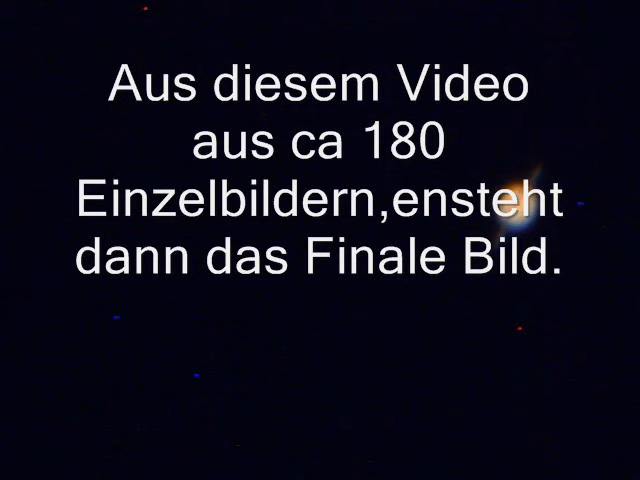 Aus diesem Video
aus ca 180
Einzelbildern,ensteht
dann das Finale Bild.